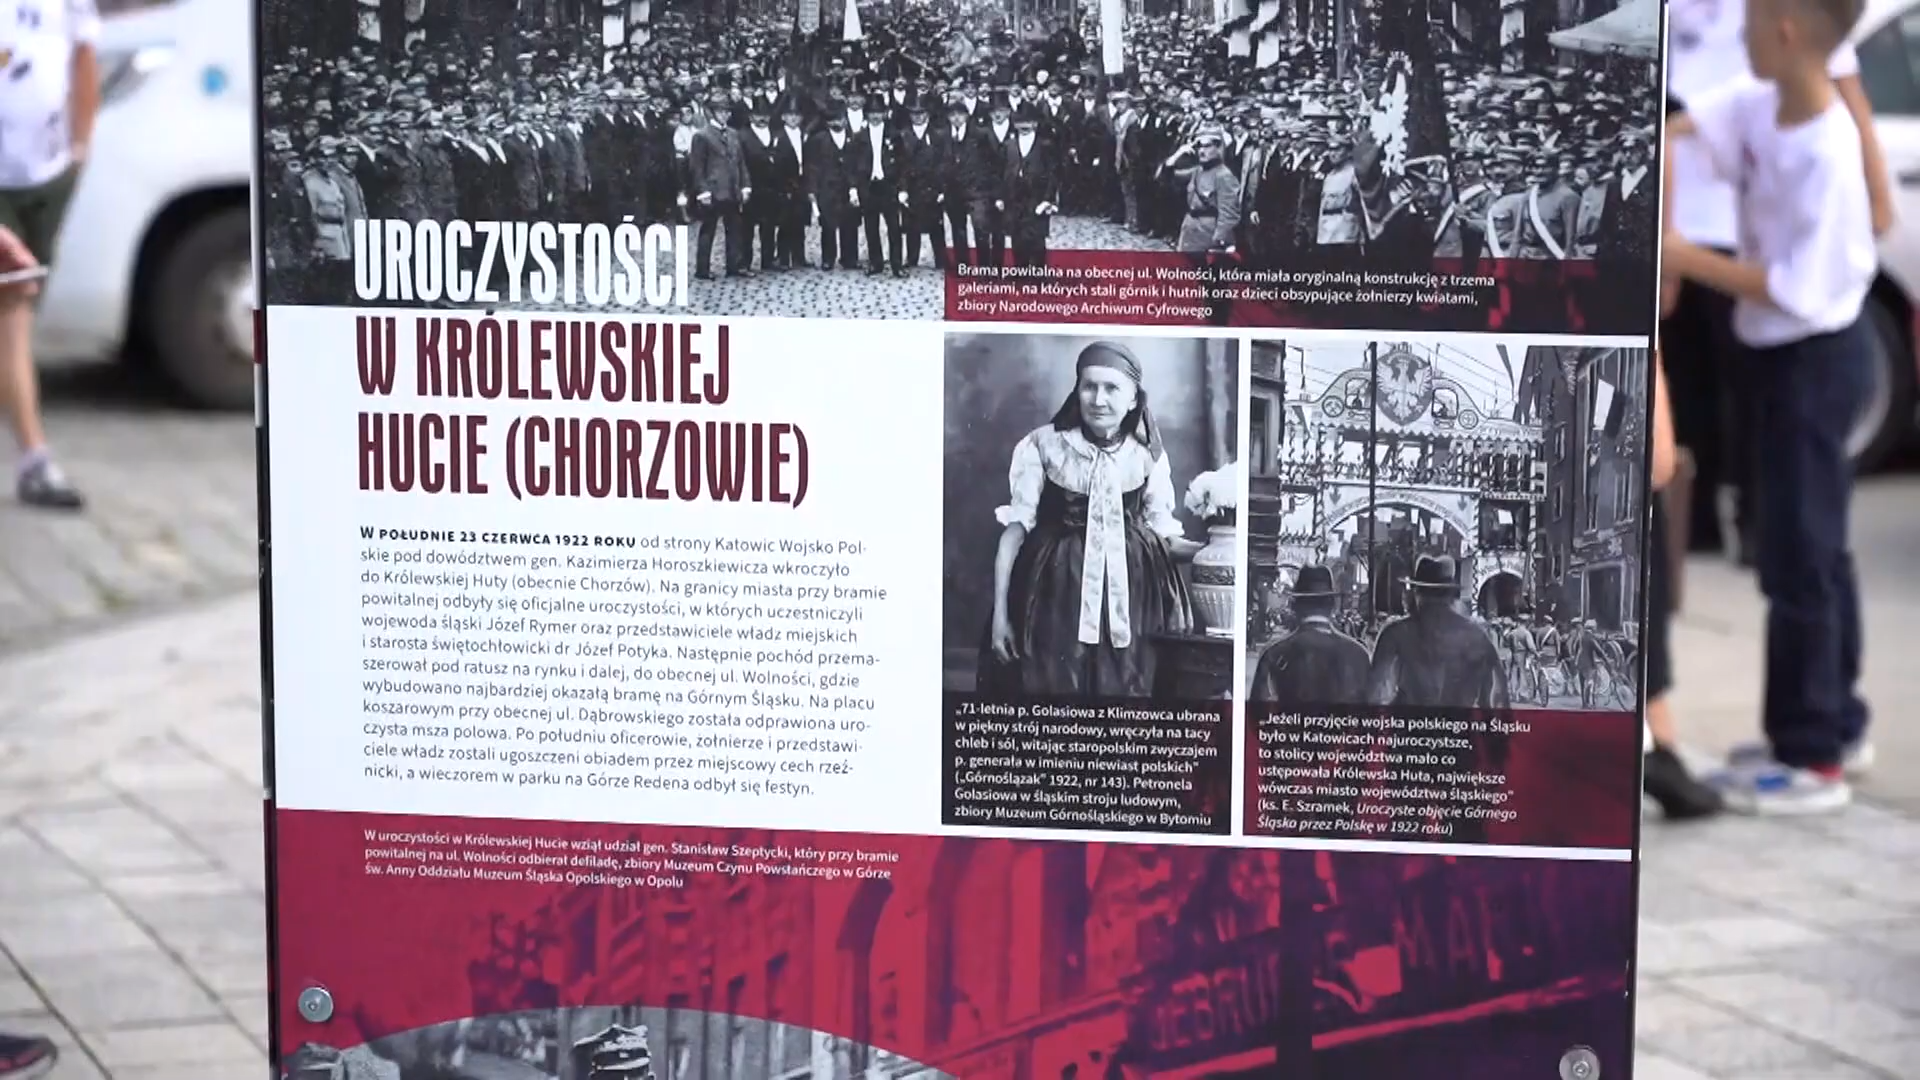 UROCZYSTOŚCI
W KRÓLEWSKIEJ
HUCIE (CHORZOWIE)
Brama powitalna na obecnej ul. Wolności, która miała oryginalną konstrukcję z trzema
galeriami, na których stali górnik i hutnik oraz dzieci obsypujące żołnierzy kwiatami,
zbiory Narodowego Archiwum Cyfrowego
W POŁUDNIE 23 CZERWCA 1922 ROKU od strony Katowic Wojsko Pol-
skie pod dowództwem gen. Kazimierza Horoszkiewicza wkroczyło
do Królewskiej Huty (obecnie Chorzów). Na granicy miasta przy bramie
powitalnej odbyły się oficjalne uroczystości, w których uczestniczyli
wojewoda śląski Józef Rymer oraz przedstawiciele władz miejskich
i starosta świętochłowicki dr Józef Potyka. Następnie pochód przema-
szerował pod ratusz na rynku i dalej, do obecnej ul. Wolności, gdzie
wybudowano najbardziej okazałą bramę na Górnym Śląsku. Na placu
koszarowym przy obecnej ul. Dąbrowskiego została odprawiona uro-
czysta msza polowa. Po południu oficerowie, żołnierze i przedstawi-
ciele władz zostali ugoszczeni obiadem przez miejscowy cech rzeź-
nicki, a wieczorem w parku na Górze Redena odbył się festyn.
„71-letnia p. Golasiowa z Klimzowca ubrana
w piękny strój narodowy, wręczyła na tacy
chleb i sól, witając staropolskim zwyczajem
p. generała w imieniu niewiast polskich"
(„Górnoślązak" 1922, nr 143). Petronela
Golasiowa w śląskim stroju ludowym,
zbiory Muzeum Górnośląskiego w Bytomiu
„Jeżeli przyjęcie wojska polskiego na Śląsku
było w Katowicach najuroczystsze,
to stolicy województwa mało co
ustępowała Królewska Huta, największe
wówczas miasto województwa śląskiego"
(ks. E. Szramek, Uroczyste objęcie Górnego
Śląska przez Polskę w 1922 roku)
W uroczystości w Królewskiej Hucie wziął udział gen. Stanisław Szeptycki, który przy bramie
powitalnej na ul. Wolności odbierał defiladę, zbiory Muzeum Czynu Powstańczego w Górze
św. Anny Oddziału Muzeum Śląska Opolskiego w Opolu